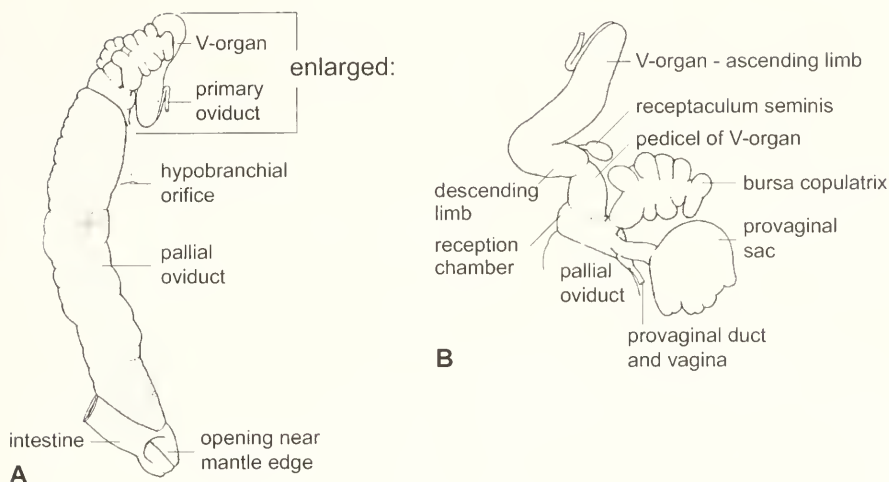 V-organ
primary
oviduct
enlarged:
hypobranchial
orifice
pallial
oviduct
intestine
opening near
mantle edge
A
V-organ - ascending limb
receptaculum seminis
pedicel of V-organ
bursa copulatrix
descending
limb
provaginal
sac
reception
chamber
pallial
oviduct
provaginal duct
and vagina
B